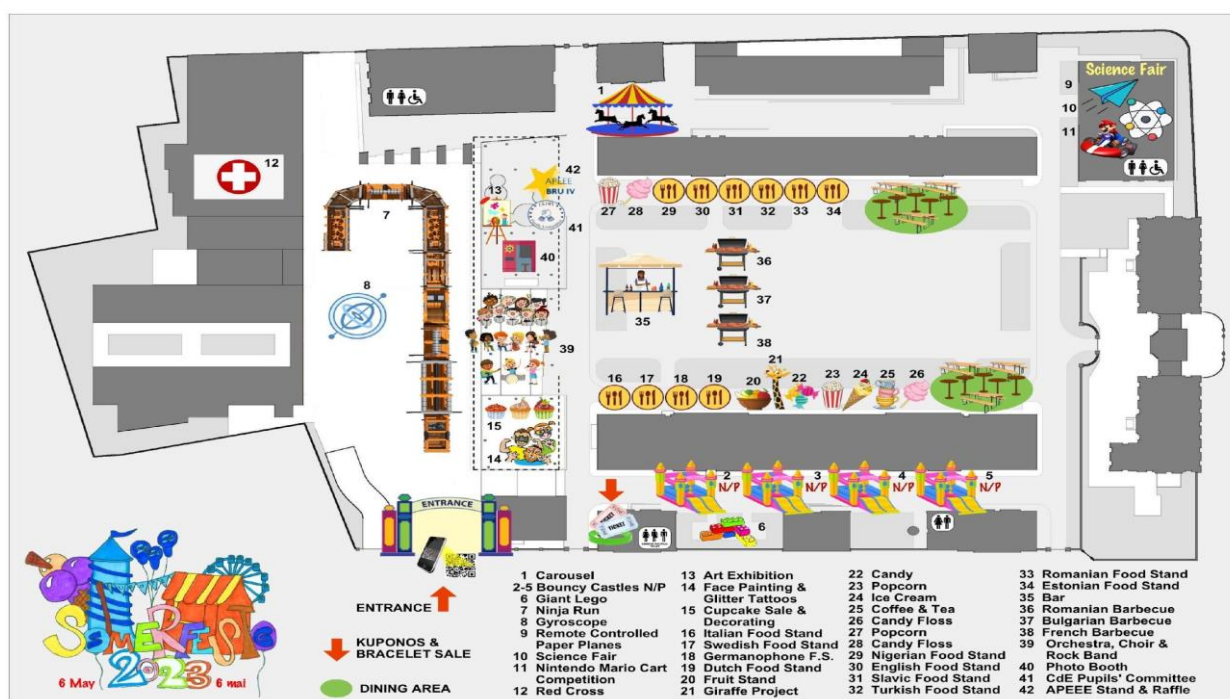 Science Fair
1
9
10
11
12
42
APEEE
BRU IV
13
7
41
27
28
29
30
31
32
33
34
40
36
8
37
35
38
39
21
16
17
18
19
20
22
23
24
25
26
15
14
2
N/P
3
N/P
4
N/P
5
N/P
ENTRANCE
TICKET
TICKET
6
SOMERFESTO
2023
6 May
6 mai
ENTRANCE
KUPONOS &
BRACELET SALE
DINING AREA
1 Carousel
2-5 Bouncy Castles N/P
6 Giant Lego
7 Ninja Run
8 Gyroscope
9 Remote Controlled
Paper Planes
10 Science Fair
11 Nintendo Mario Cart
Competition
12 Red Cross
13 Art Exhibition
14 Face Painting &
Glitter Tattoos
15 Cupcake Sale &
Decorating
16 Italian Food Stand
17 Swedish Food Stand
18 Germanophone F.S.
19 Dutch Food Stand
20 Fruit Stand
21 Giraffe Project
22 Candy
23 Popcorn
24 Ice Cream
25 Coffee & Tea
26 Candy Floss
27 Popcorn
28 Candy Floss
29 Nigerian Food Stand
30 English Food Stand
31 Slavic Food Stand
32 Turkish Food Stand
33 Romanian Food Stand
34 Estonian Food Stand
35 Bar
36 Romanian Barbecue
37 Bulgarian Barbecue
38 French Barbecue
39 Orchestra, Choir &
Rock Band
40 Photo Booth
41 CdE Pupils' Committee
42 APEEE Stand & Raffle